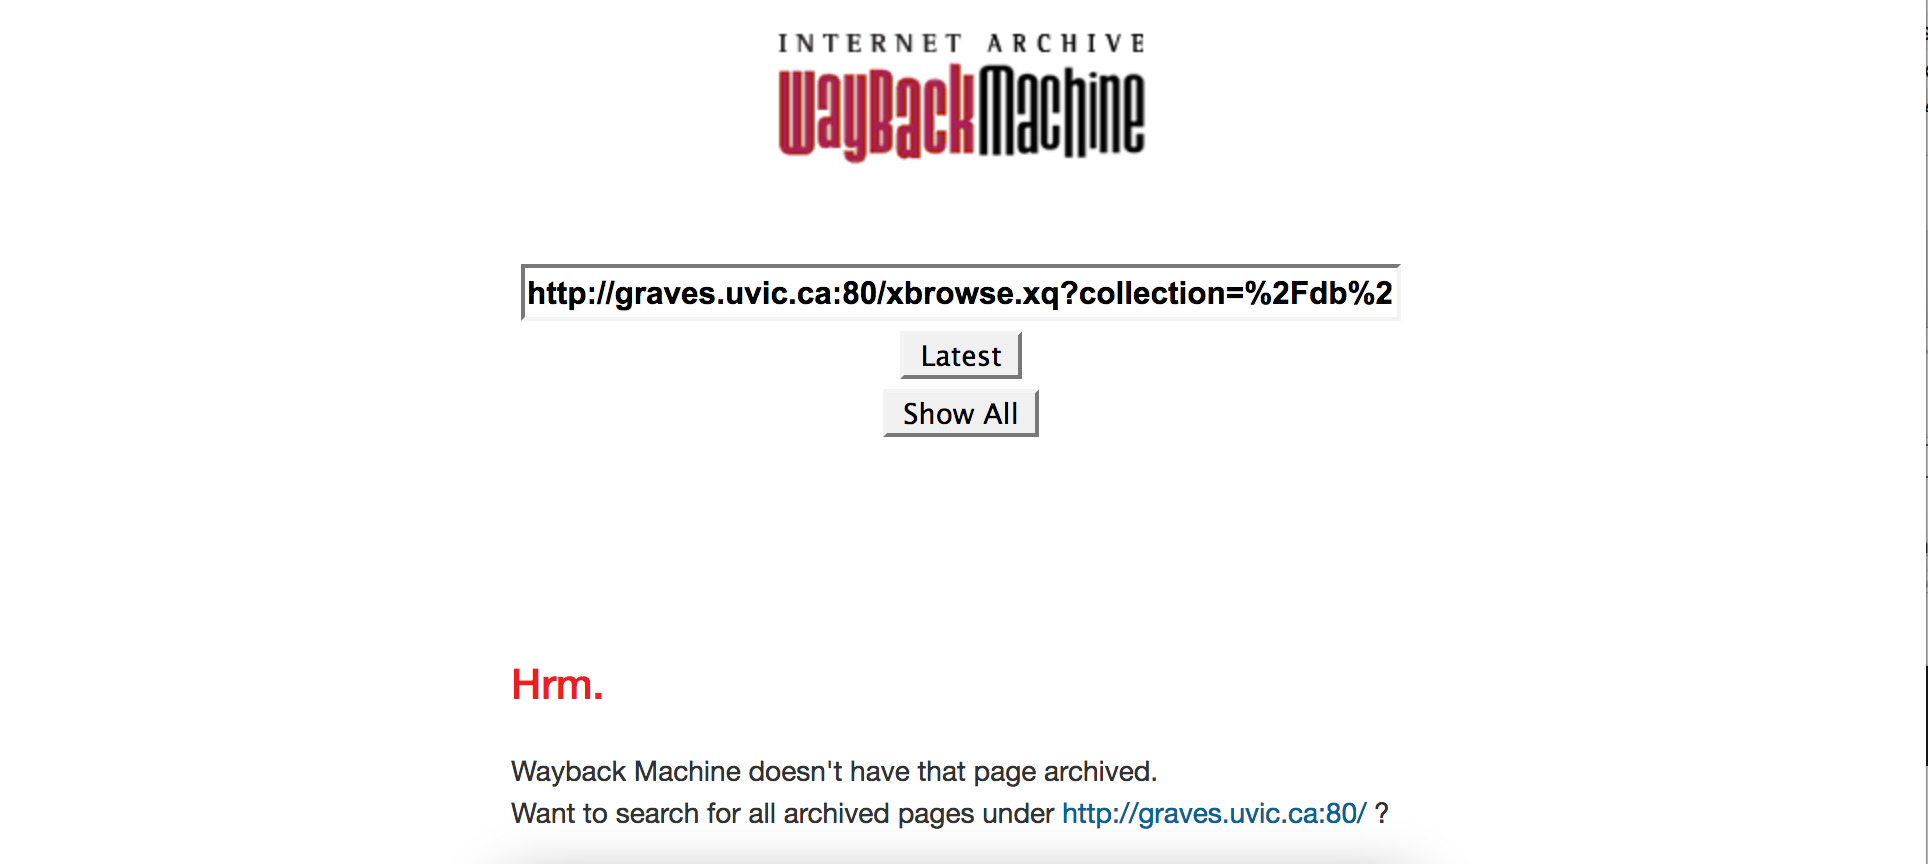 INTERNET ARCHIVE
WayBackMachine
http://graves.uvic.ca:80/xbrowse.xq?collection=%2Fdb%2
Latest
Show All
Hrm.
Wayback Machine doesn't have that page archived.
Want to search for all archived pages under http://graves.uvic.ca:80/ ?